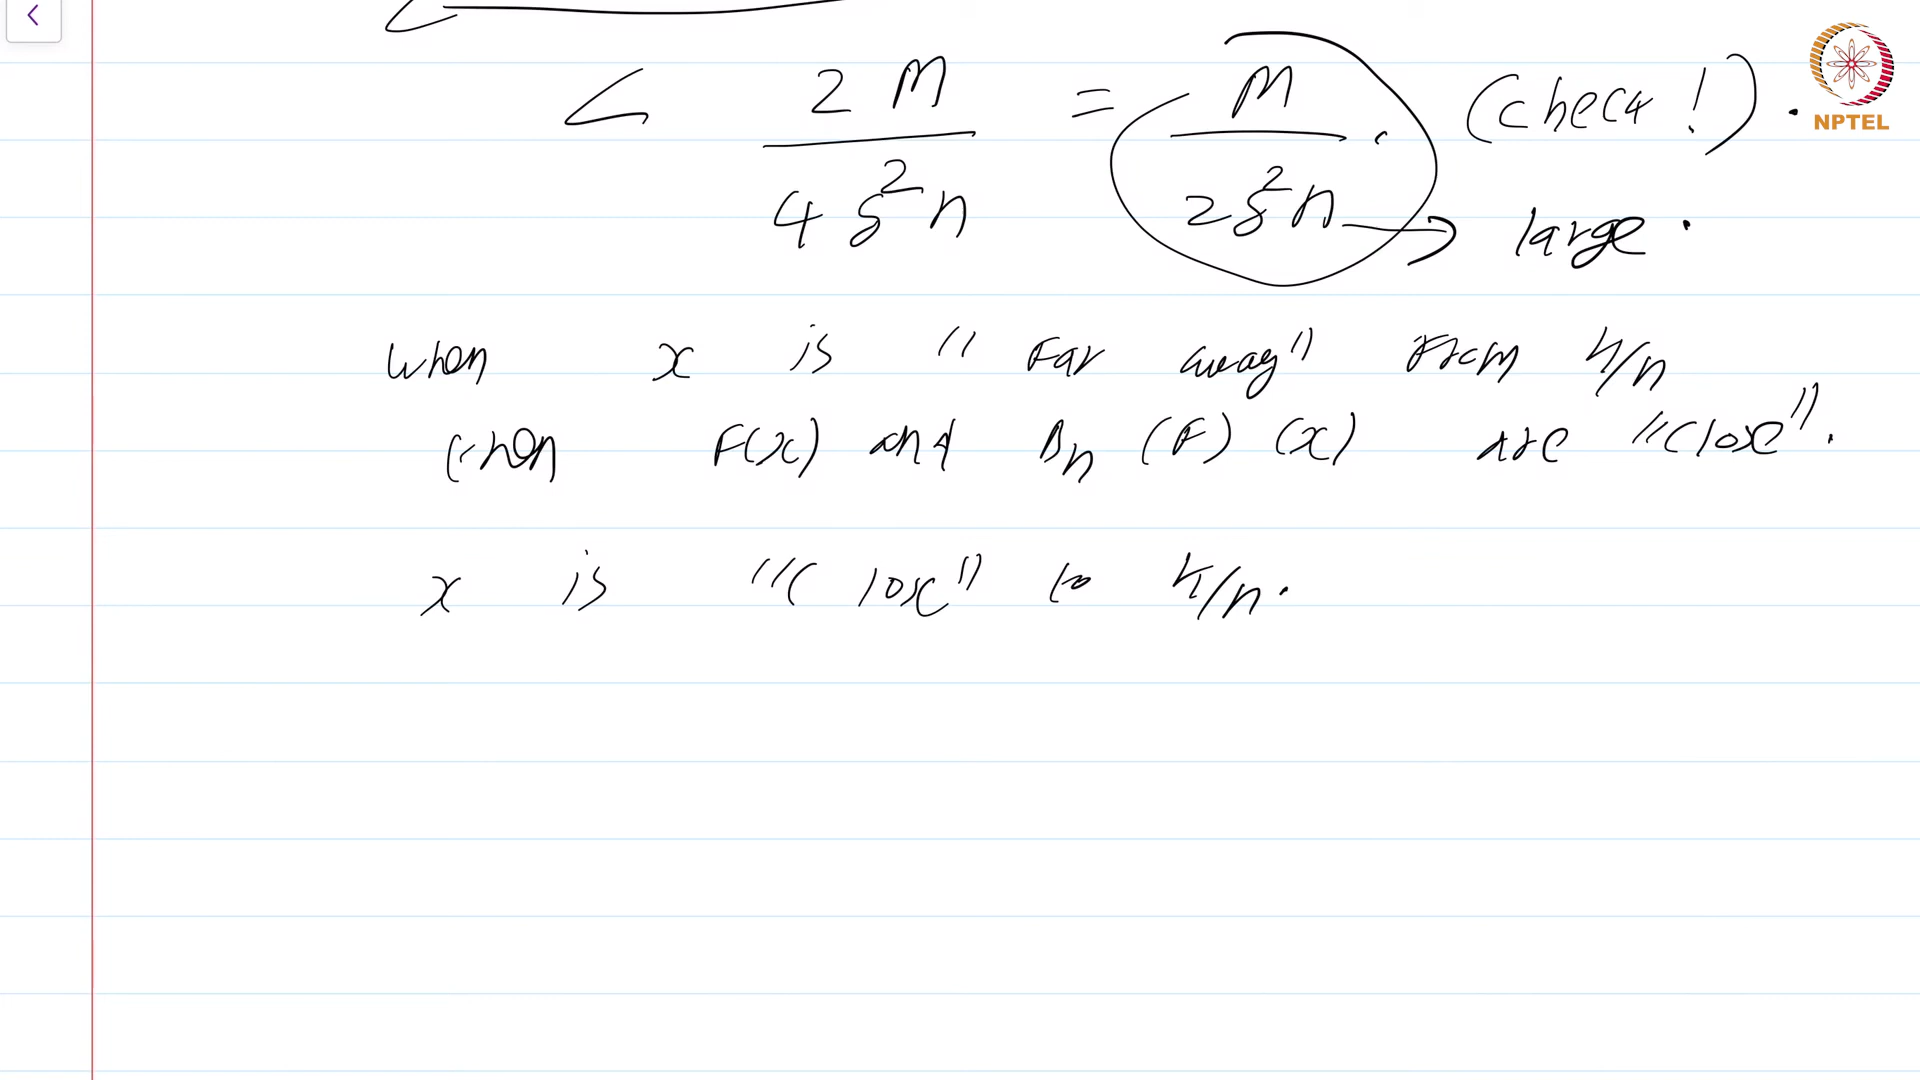 < 2M / 4δ²n = M / 2δ²n . (check!).
→ large.
When x is "Far away" From k/n
then F(x) and Bn (F) (x) are "close".
x is "close" to k/n.
NPTEL